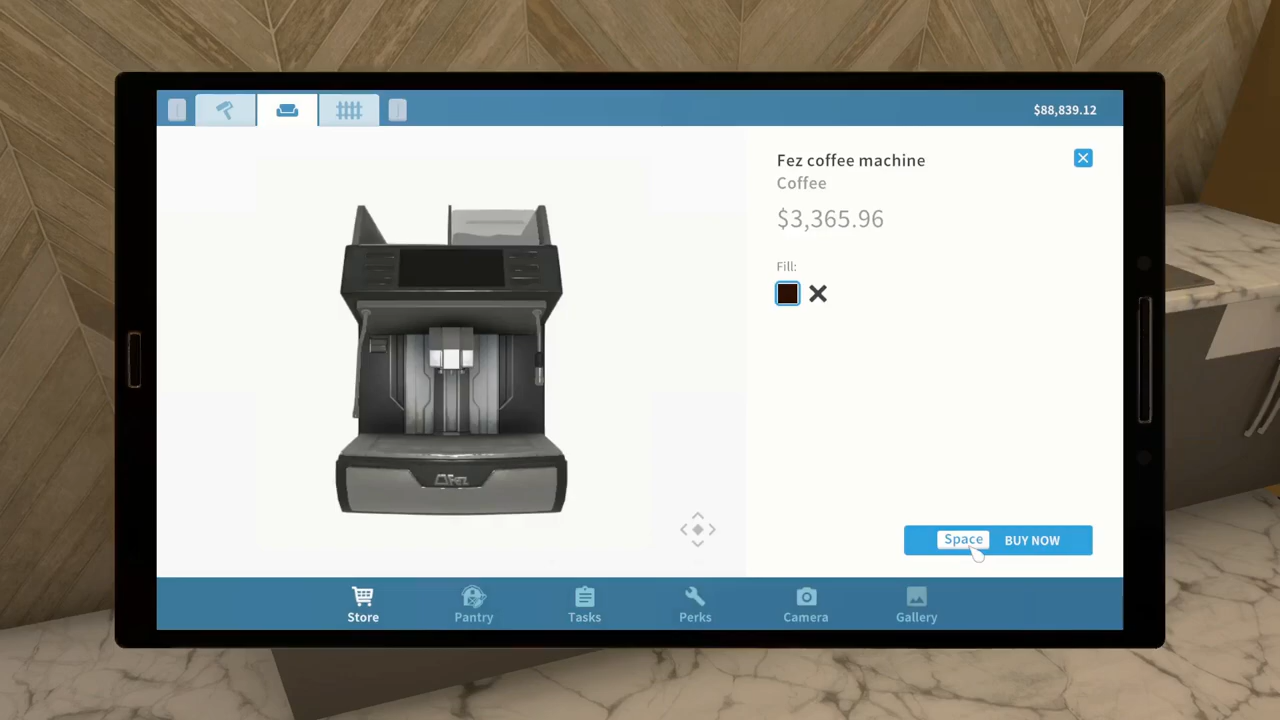 $88,839.12
Fez coffee machine
Coffee
$3,365.96
Fill:
FEZ
Space BUY NOW
Store Pantry Tasks Perks Camera Gallery